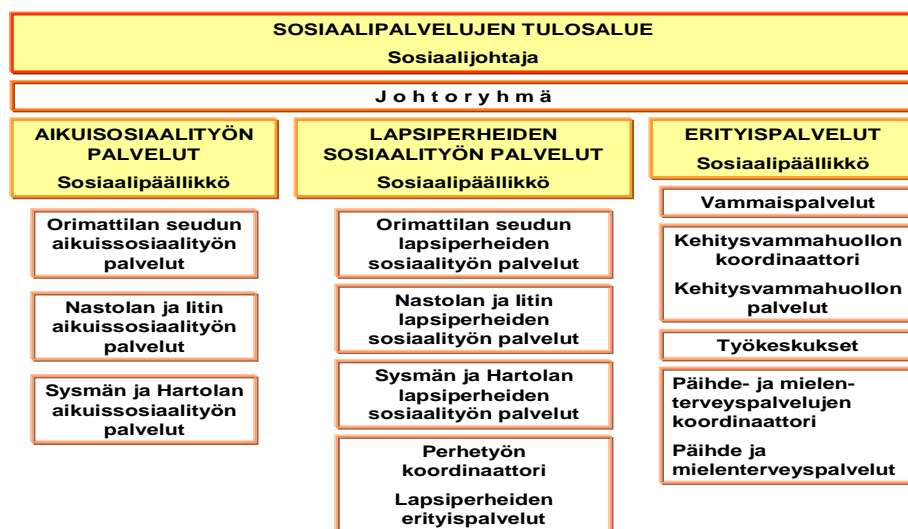 SOSIAALIPALVELUJEN TULOSALUE
Sosiaalijohtaja
J o h t o r y h m ä
AIKUISOSIAALITYÖN
PALVELUT
Sosiaalipäällikkö
Orimattilan seudun
aikuissosiaalityön
palvelut
Nastolan ja Iitin
aikuissosiaalityön
palvelut
Sysmän ja Hartolan
aikuissosiaalityön
palvelut
LAPSIPERHEIDEN
SOSIAALITYÖN PALVELUT
Sosiaalipäällikkö
Orimattilan seudun
lapsiperheiden
sosiaalityön palvelut
Nastolan ja Iitin
lapsiperheiden
sosiaalityön palvelut
Sysmän ja Hartolan
lapsiperheiden
sosiaalityön palvelut
Perhetyön
koordinaattori
Lapsiperheiden
erityispalvelut
ERITYISPALVELUT
Sosiaalipäällikkö
Vammaispalvelut
Kehitysvammahuollon
koordinaattori
Kehitysvammahuollon
palvelut
Työkeskukset
Päihde- ja mielen-
terveyspalvelujen
koordinaattori
Päihde ja
mielenterveyspalvelut